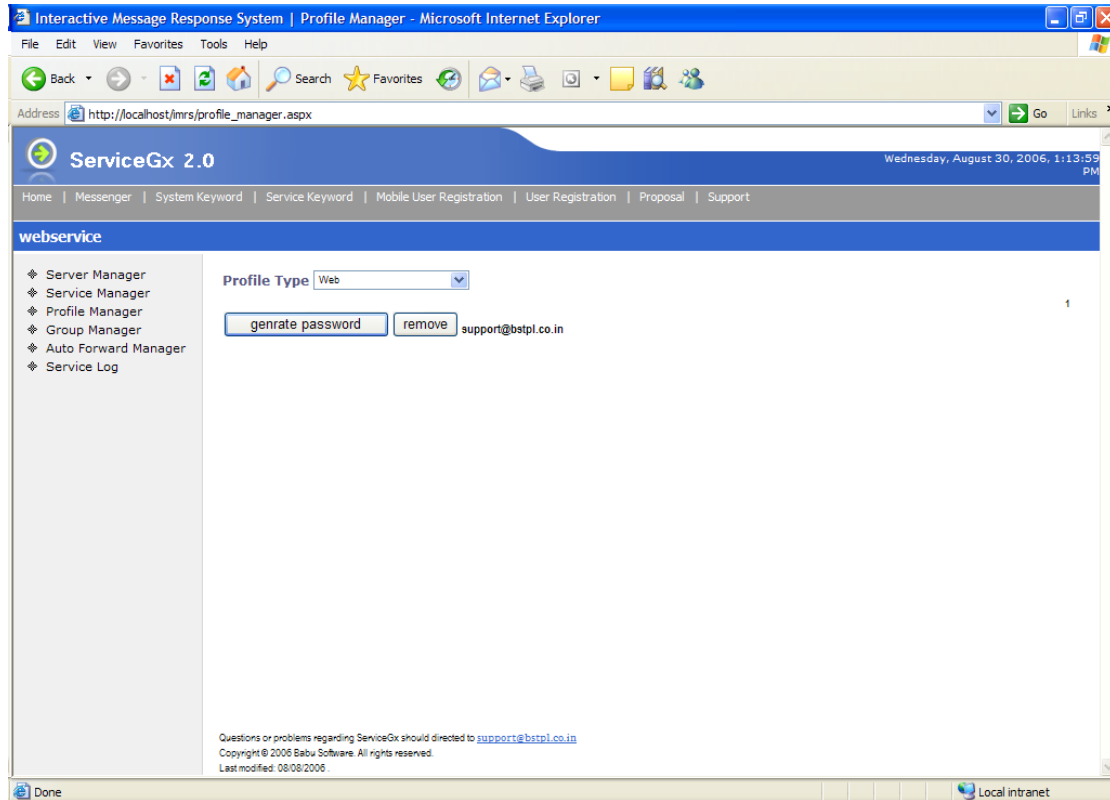 Interactive Message Response System | Profile Manager - Microsoft Internet Explorer
File Edit View Favorites Tools Help
Back Search Favorites
Address http://localhost/imrs/profile_manager.aspx Go Links
ServiceGx 2.0
Wednesday, August 30, 2006, 1:13:59
PM
Home | Messenger | System Keyword | Service Keyword | Mobile User Registration | User Registration | Proposal | Support
webservice
Server Manager
Service Manager
Profile Manager
Group Manager
Auto Forward Manager
Service Log
Profile Type Web
1
genrate password remove support@bstpl.co.in
Questions or problems regarding ServiceGx should directed to support@bstpl.co.in
Copyright © 2006 Babu Software. All rights reserved.
Last modified: 08/08/2006 .
Done Local intranet